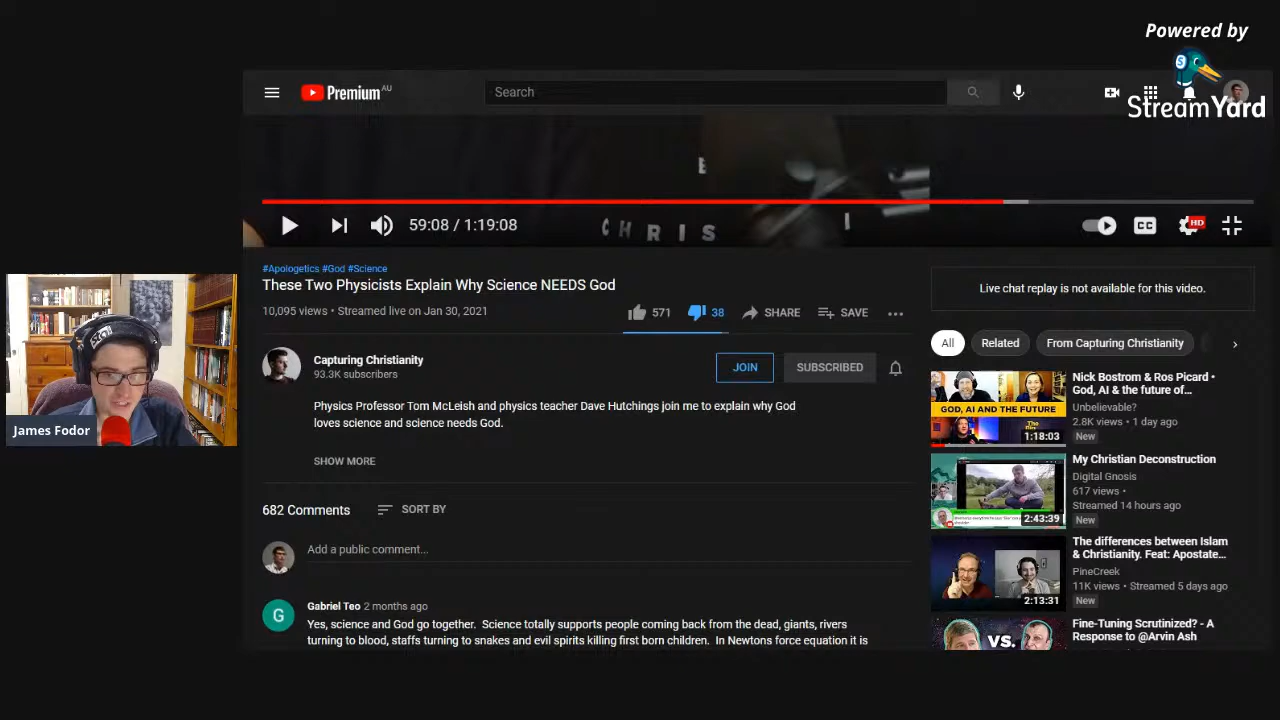 Powered by
StreamYard
Premium AU
Search
E
CHRIS
59:08 / 1:19:08
CC
HD
#Apologetics #God #Science
These Two Physicists Explain Why Science NEEDS God
10,095 views • Streamed live on Jan 30, 2021
571
38
SHARE
SAVE
Capturing Christianity
93.3K subscribers
JOIN
SUBSCRIBED
Physics Professor Tom McLeish and physics teacher Dave Hutchings join me to explain why God
loves science and science needs God.
SHOW MORE
682 Comments
SORT BY
Add a public comment...
G
Gabriel Teo 2 months ago
Yes, science and God go together. Science totally supports people coming back from the dead, giants, rivers
turning to blood, staffs turning to snakes and evil spirits killing first born children. In Newtons force equation it is
James Fodor
Live chat replay is not available for this video.
All
Related
From Capturing Christianity
GOD, AI AND THE FUTURE
1:18:03
Nick Bostrom & Ros Picard •
God, AI & the future of...
Unbelievable?
2.8K views • 1 day ago
New
2:43:39
My Christian Deconstruction
Digital Gnosis
617 views •
Streamed 14 hours ago
New
2:13:31
The differences between Islam
& Christianity. Feat: Apostate...
PineCreek
11K views • Streamed 5 days ago
New
VS.
Fine-Tuning Scrutinized? - A
Response to @Arvin Ash